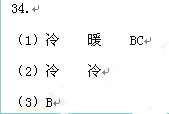 34.
(1) 冷 暖 BC
(2) 冷 冷
(3) B